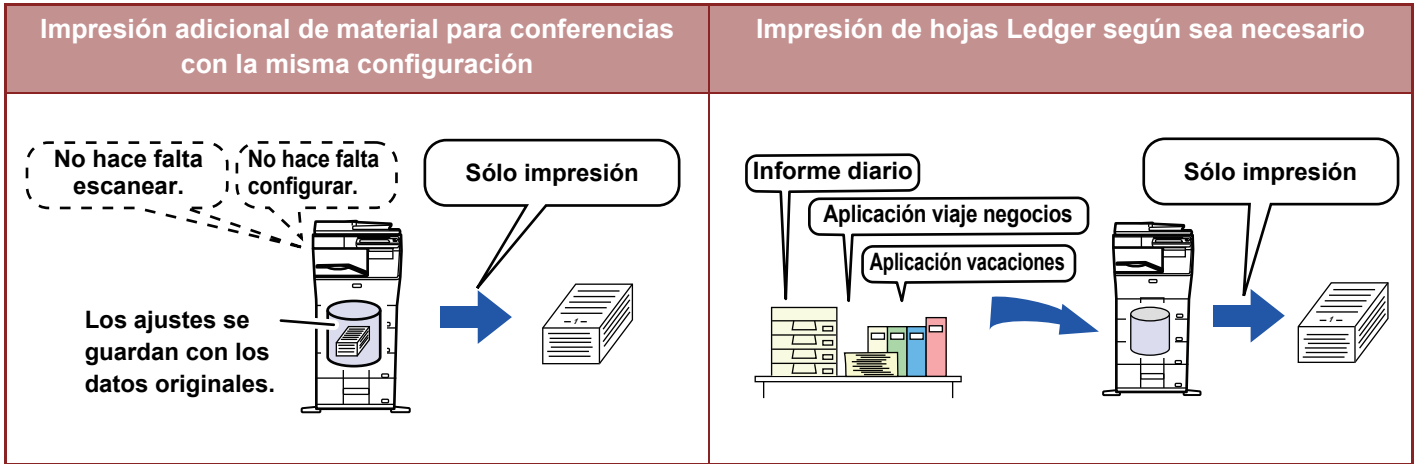 Impresión adicional de material para conferencias
con la misma configuración
No hace falta
escanear.
No hace falta
configurar.
Sólo impresión
Los ajustes se
guardan con los
datos originales.
-1-
Impresión de hojas Ledger según sea necesario
Informe diario
Aplicación viaje negocios
Aplicación vacaciones
Sólo impresión
-1-